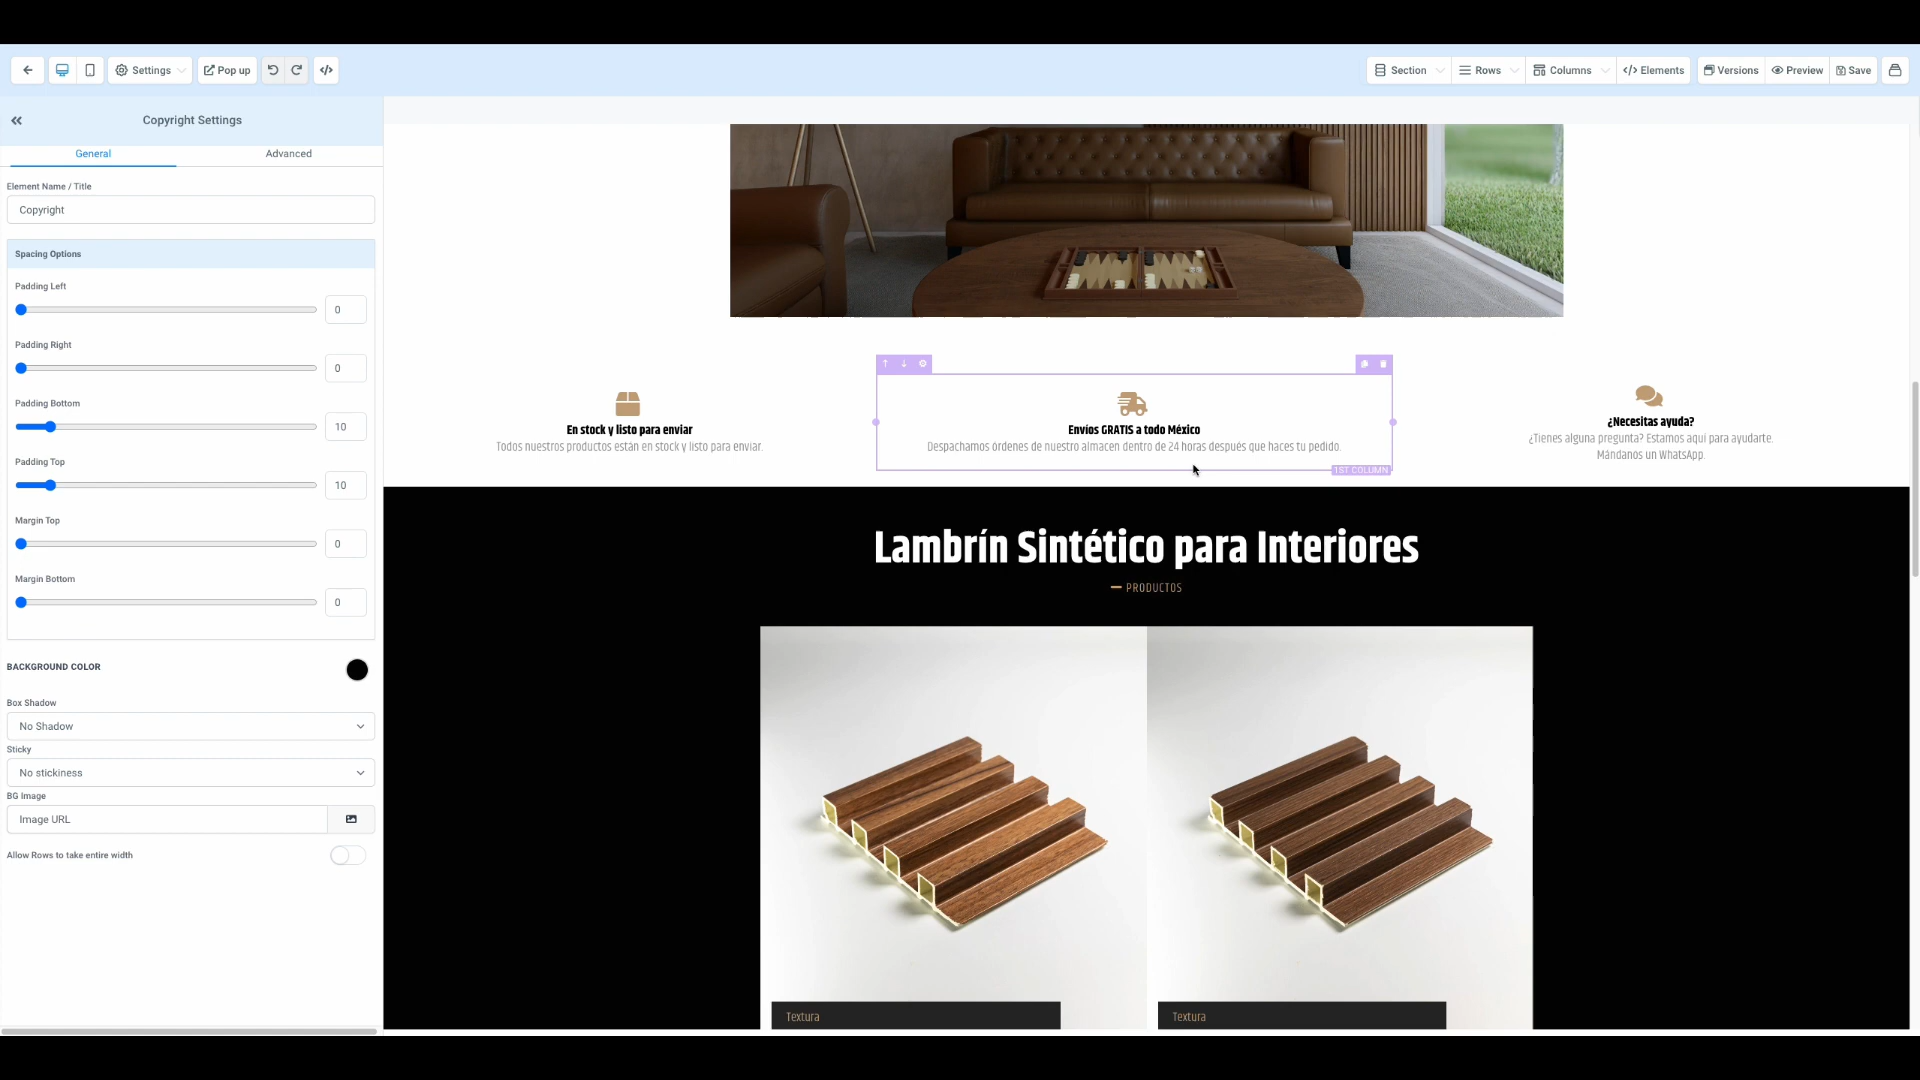 Settings
Pop up
Section
Rows
Columns
</> Elements
Versions
Preview
Save
Copyright Settings
General
Advanced
Element Name / Title
Copyright
Spacing Options
Padding Left
0
Padding Right
0
Padding Bottom
10
Padding Top
10
Margin Top
0
Margin Bottom
0
BACKGROUND COLOR
Box Shadow
No Shadow
Sticky
No stickiness
BG Image
Image URL
Allow Rows to take entire width
En stock y listo para enviar
Todos nuestros productos están en stock y listo para enviar.
Envíos GRATIS a todo México
Despachamos órdenes de nuestro almacen dentro de 24 horas después que haces tu pedido.
1ST COLUMN
¿Necesitas ayuda?
¿Tienes alguna pregunta? Estamos aquí para ayudarte.
Mándanos un WhatsApp.
Lambrín Sintético para Interiores
PRODUCTOS
Textura
Textura